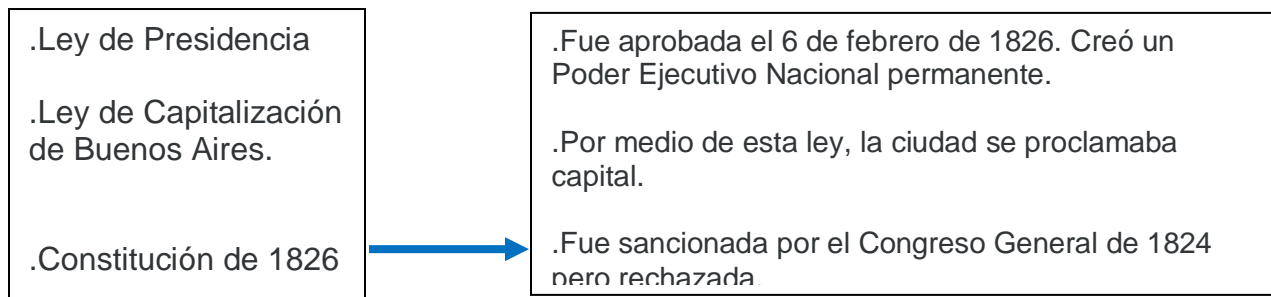 .Ley de Presidencia
.Ley de Capitalización
de Buenos Aires.
.Constitución de 1826
.Fue aprobada el 6 de febrero de 1826. Creó un
Poder Ejecutivo Nacional permanente.
.Por medio de esta ley, la ciudad se proclamaba
capital.
.Fue sancionada por el Congreso General de 1824
pero rechazada.